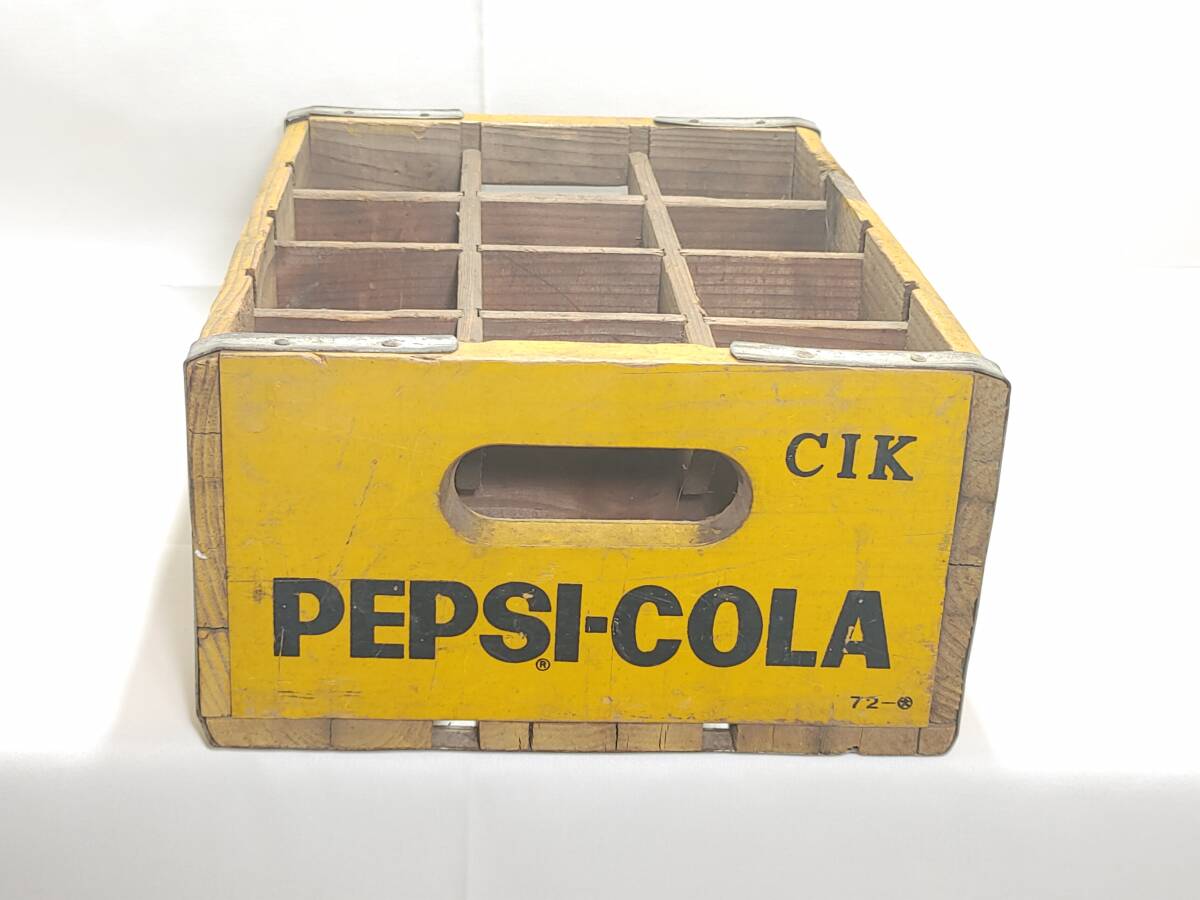 CIK
PEPSI-COLA
®
72-